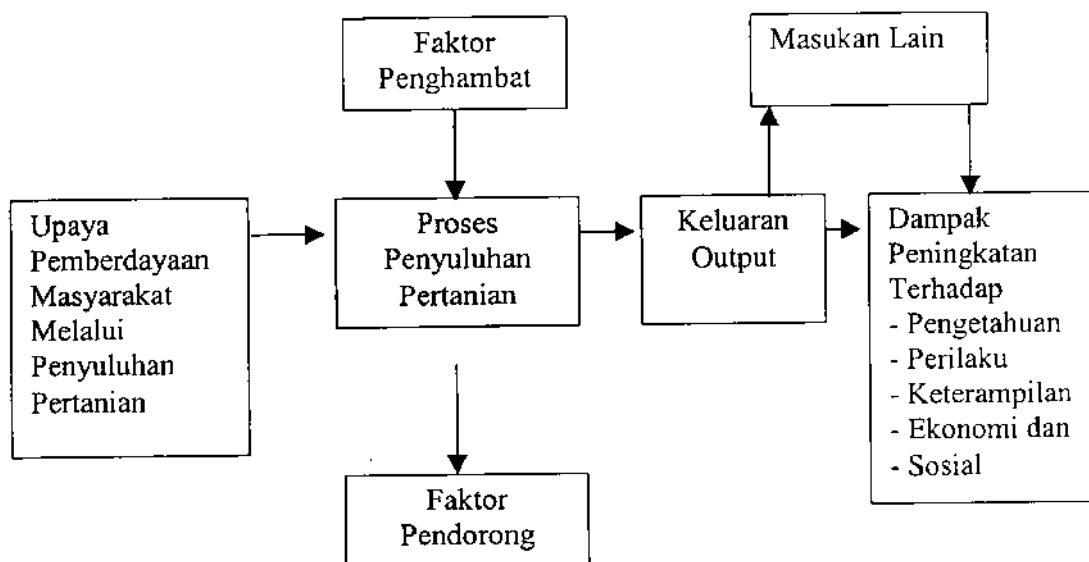 Faktor
Penghambat
Masukan Lain
Upaya
Pemberdayaan
Masyarakat
Melalui
Penyuluhan
Pertanian
Proses
Penyuluhan
Pertanian
Keluaran
Output
Dampak
Peningkatan
Terhadap
- Pengetahuan
- Perilaku
- Keterampilan
- Ekonomi dan
- Sosial
Faktor
Pendorong